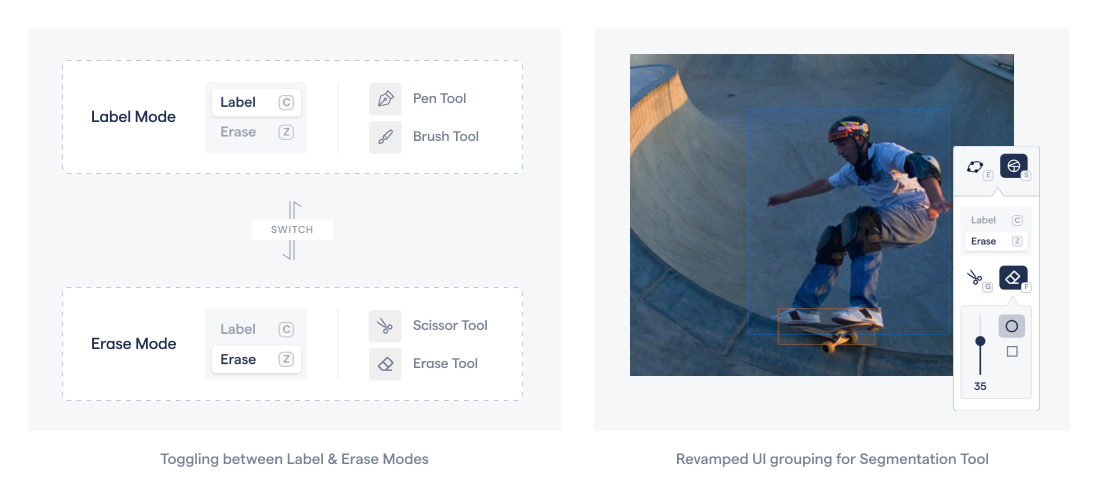 Label Mode
Label C
Erase Z
Pen Tool
Brush Tool
SWITCH
Erase Mode
Label C
Erase Z
Scissor Tool
Erase Tool
Toggling between Label & Erase Modes
E S
Label C
Erase Z
G F
35
Revamped UI grouping for Segmentation Tool